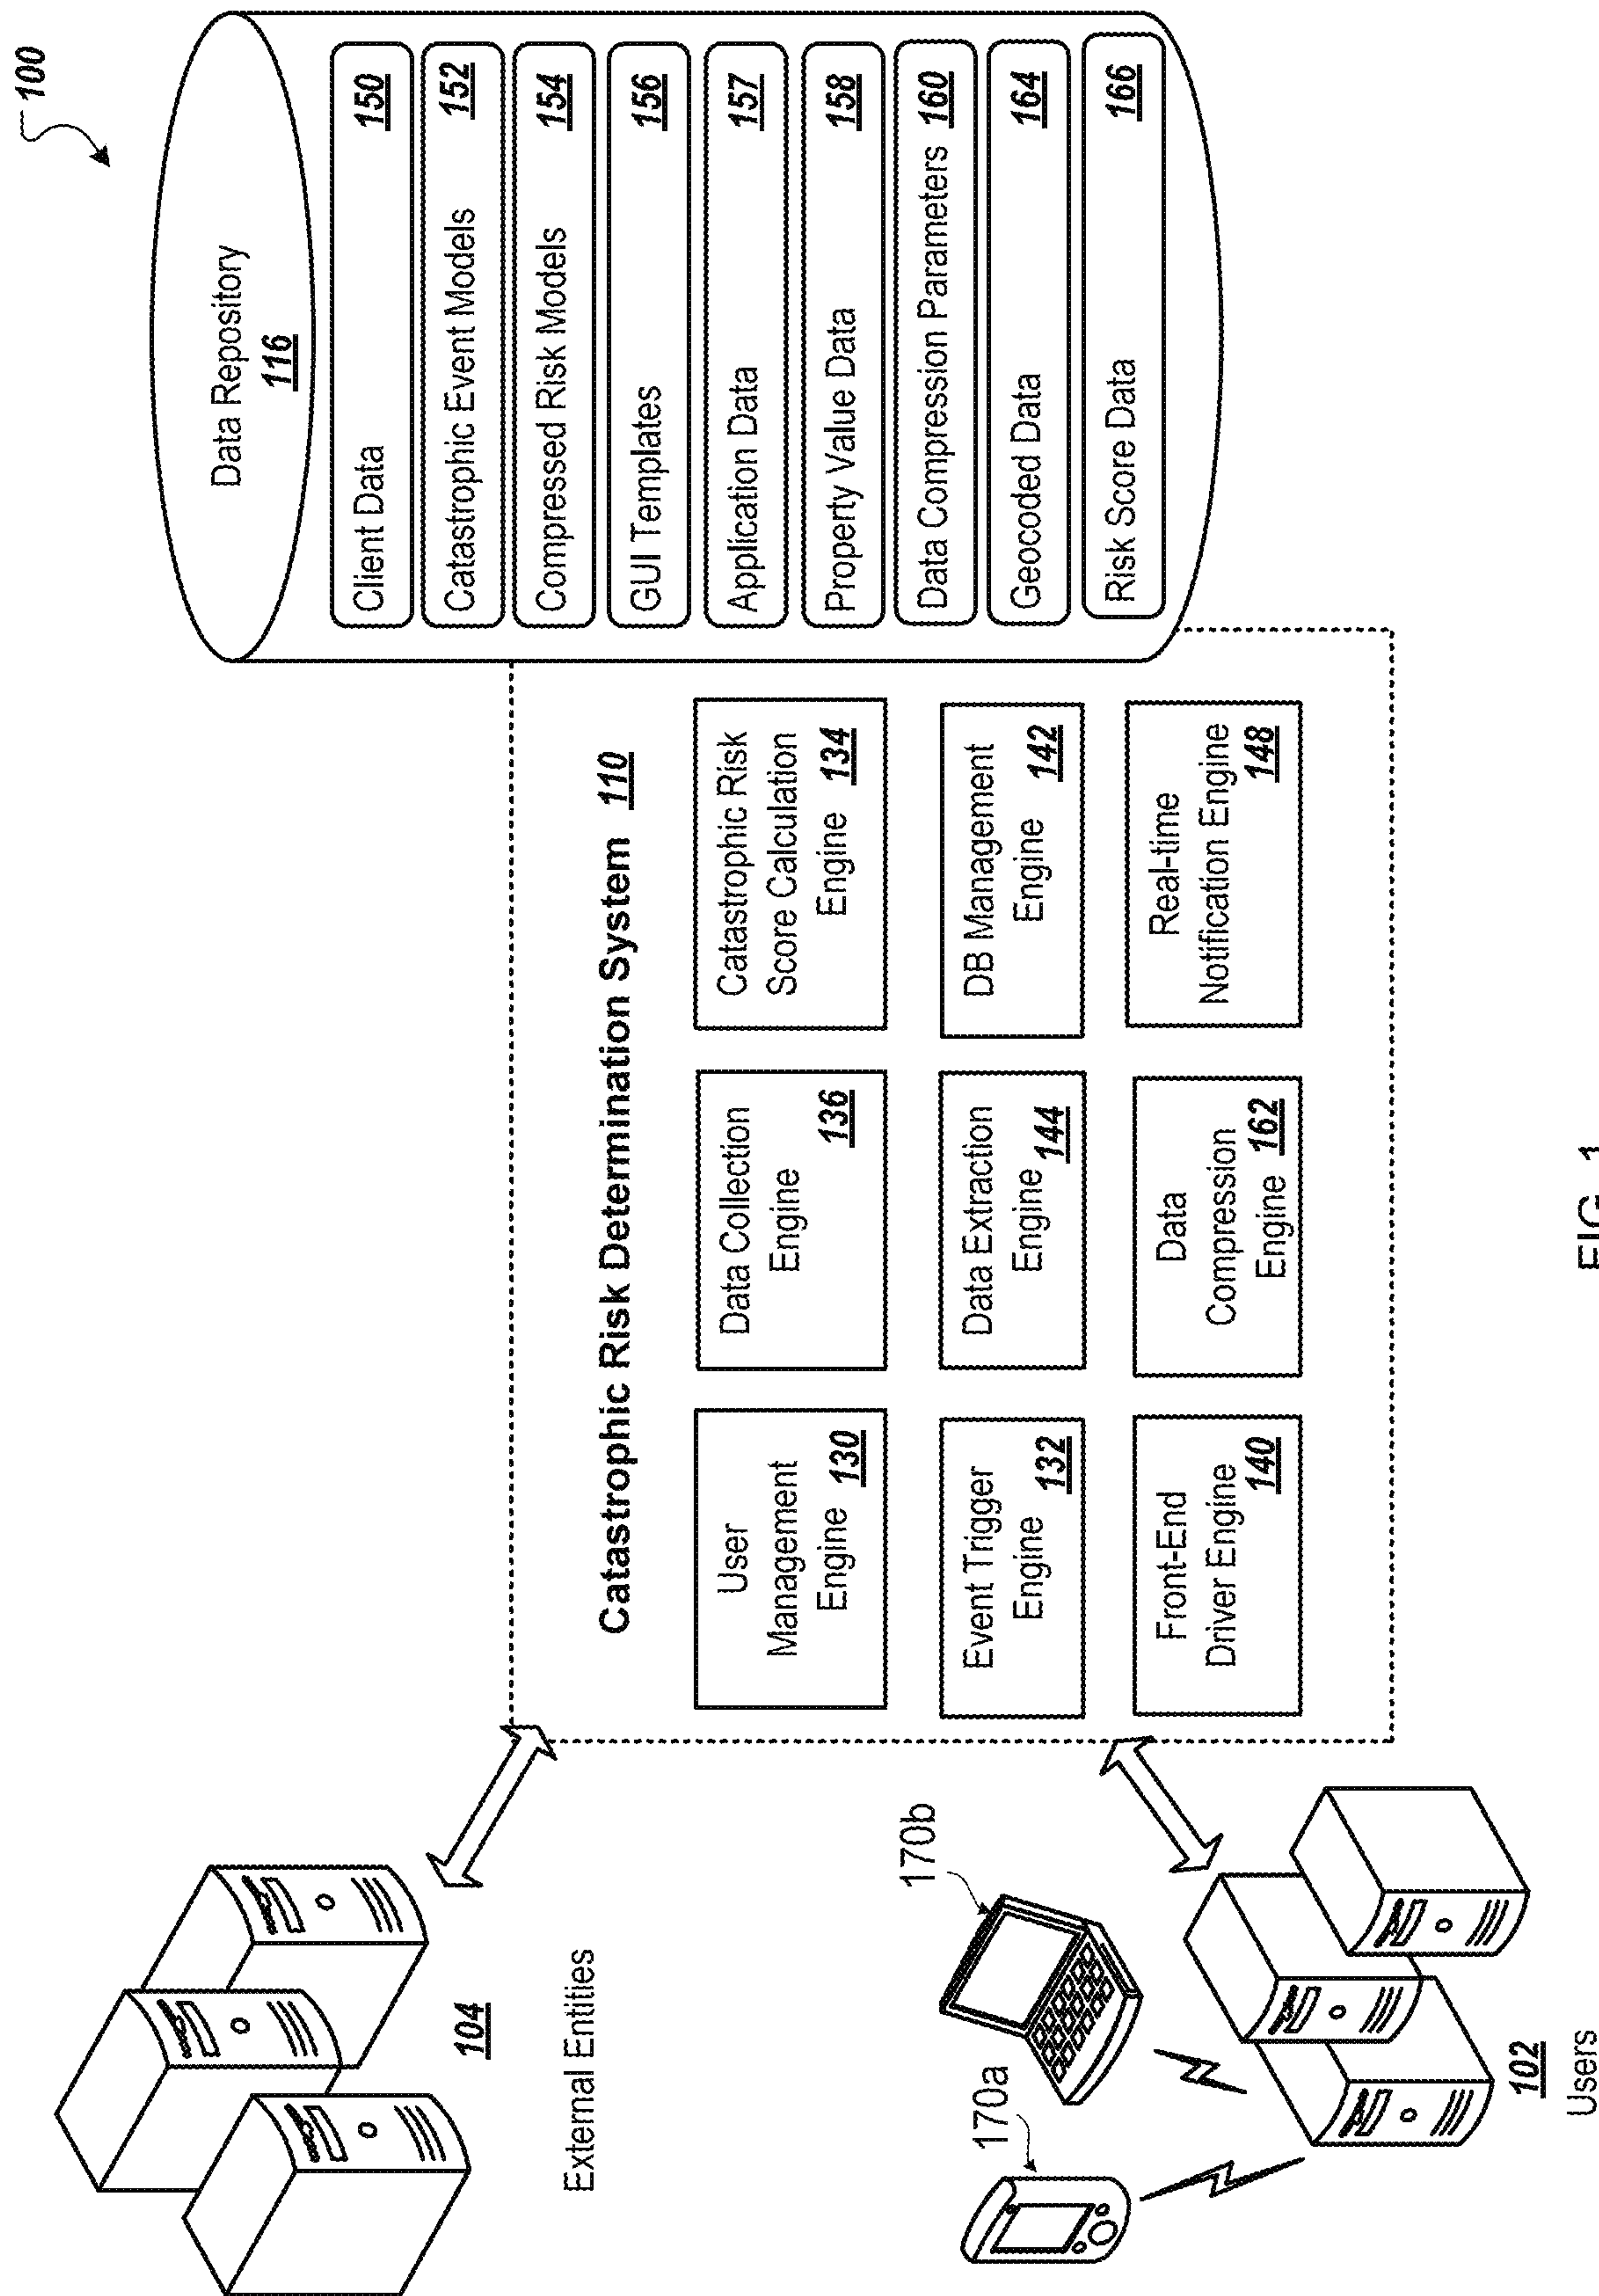 100
External Entities
104
170a
170b
102
Users
Catastrophic Risk Determination System 110
User
Management
Engine 130
Data Collection
Engine 136
Catastrophic Risk
Score Calculation
Engine 134
Event Trigger
Engine 132
Data Extraction
Engine 144
DB Management
Engine 142
Front-End
Driver Engine
140
Data
Compression
Engine 162
Real-time
Notification Engine
148
Data Repository
116
Client Data 150
Catastrophic Event Models 152
Compressed Risk Models 154
GUI Templates 156
Application Data 157
Property Value Data 158
Data Compression Parameters 160
Geocoded Data 164
Risk Score Data 166
FIG. 1